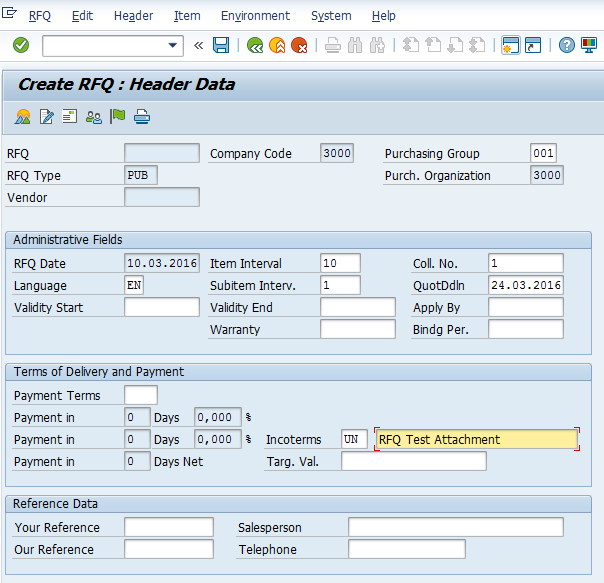 RFQ Edit Header Item Environment System Help
Create RFQ : Header Data
RFQ Company Code 3000 Purchasing Group 001
RFQ Type PUB Purch. Organization 3000
Vendor
Administrative Fields
RFQ Date 10.03.2016 Item Interval 10 Coll. No. 1
Language EN Subitem Interv. 1 QuotDdln 24.03.2016
Validity Start Validity End Apply By
Warranty Bindg Per.
Terms of Delivery and Payment
Payment Terms
Payment in 0 Days 0,000 %
Payment in 0 Days 0,000 % Incoterms UN RFQ Test Attachment
Payment in 0 Days Net Targ. Val.
Reference Data
Your Reference Salesperson
Our Reference Telephone